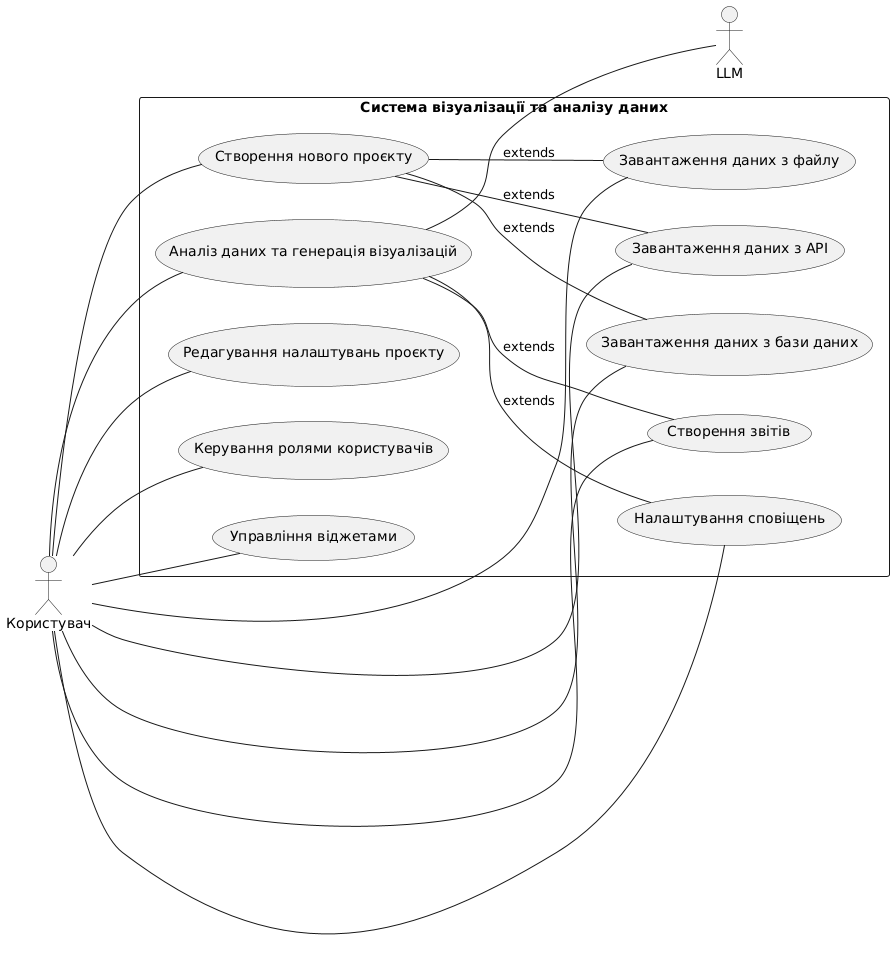 LLM
Система візуалізації та аналізу даних
Створення нового проєкту
extends
Завантаження даних з файлу
extends
extends
Аналіз даних та генерація візуалізацій
Завантаження даних з API
Редагування налаштувань проєкту
extends
Завантаження даних з бази даних
extends
Керування ролями користувачів
Створення звітів
Управління віджетами
Налаштування сповіщень
Користувач